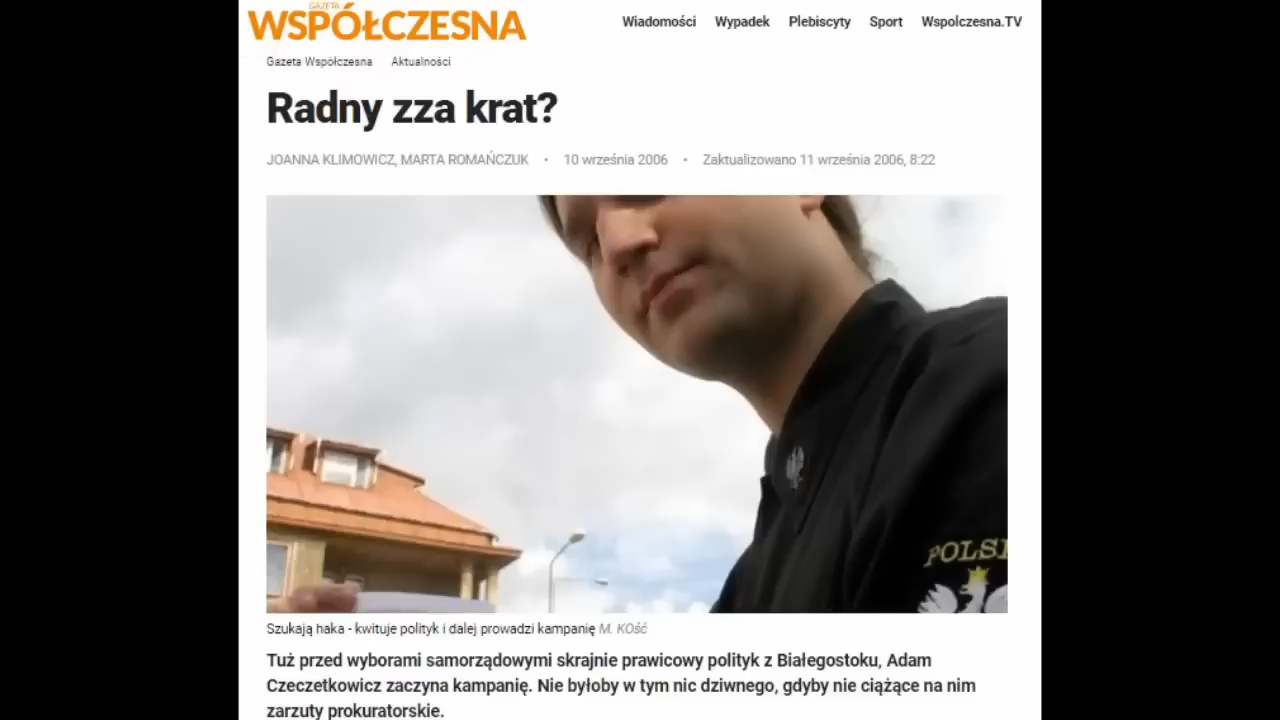 GAZETA
WSPÓŁCZESNA
Wiadomości Wypadek Plebiscyty Sport Wspolczesna.TV
Gazeta Współczesna Aktualności
Radny zza krat?
JOANNA KLIMOWICZ, MARTA ROMAŃCZUK • 10 września 2006 • Zaktualizowano 11 września 2006, 8:22
POLSK
Szukają haka - kwituje polityk i dalej prowadzi kampanię M. KOść
Tuż przed wyborami samorządowymi skrajnie prawicowy polityk z Białegostoku, Adam
Czeczetkowicz zaczyna kampanię. Nie byłoby w tym nic dziwnego, gdyby nie ciążące na nim
zarzuty prokuratorskie.